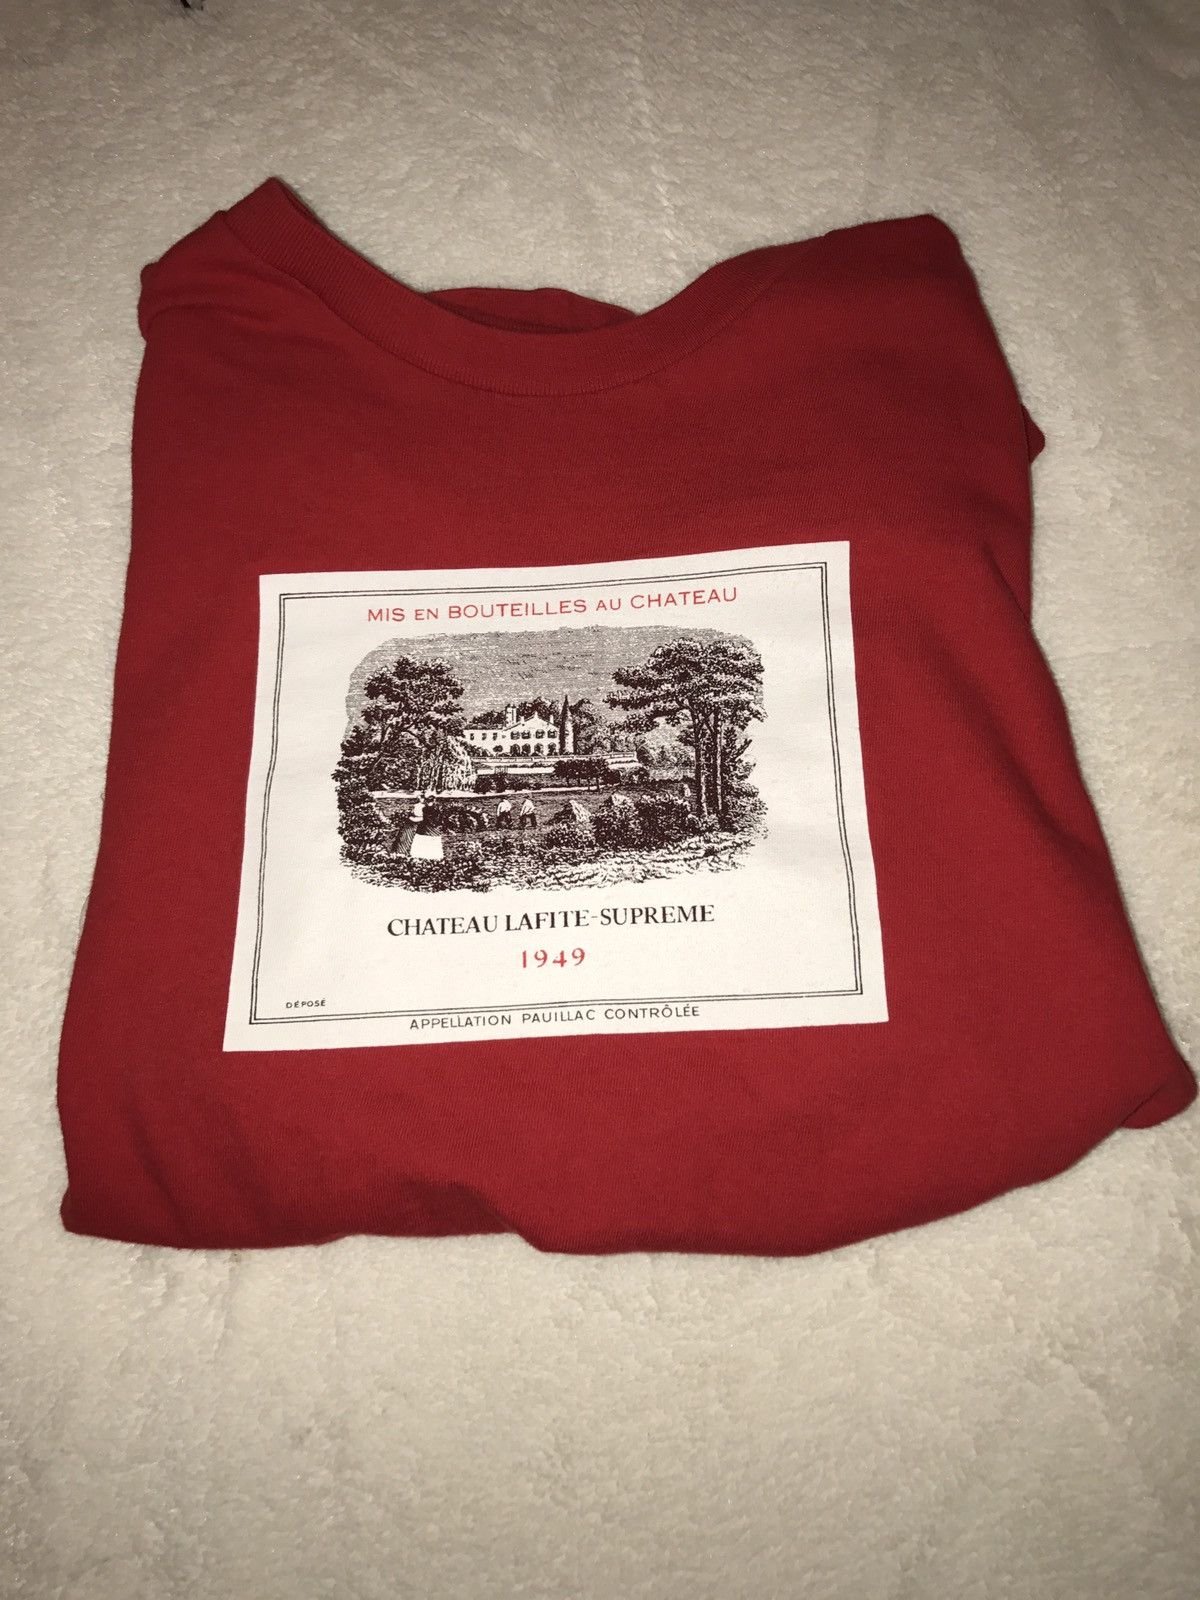 MIS EN BOUTEILLES AU CHATEAU
CHATEAU LAFITE-SUPREME
1949
DÉPOSÉ
APPELLATION PAUILLAC CONTRÔLÉE